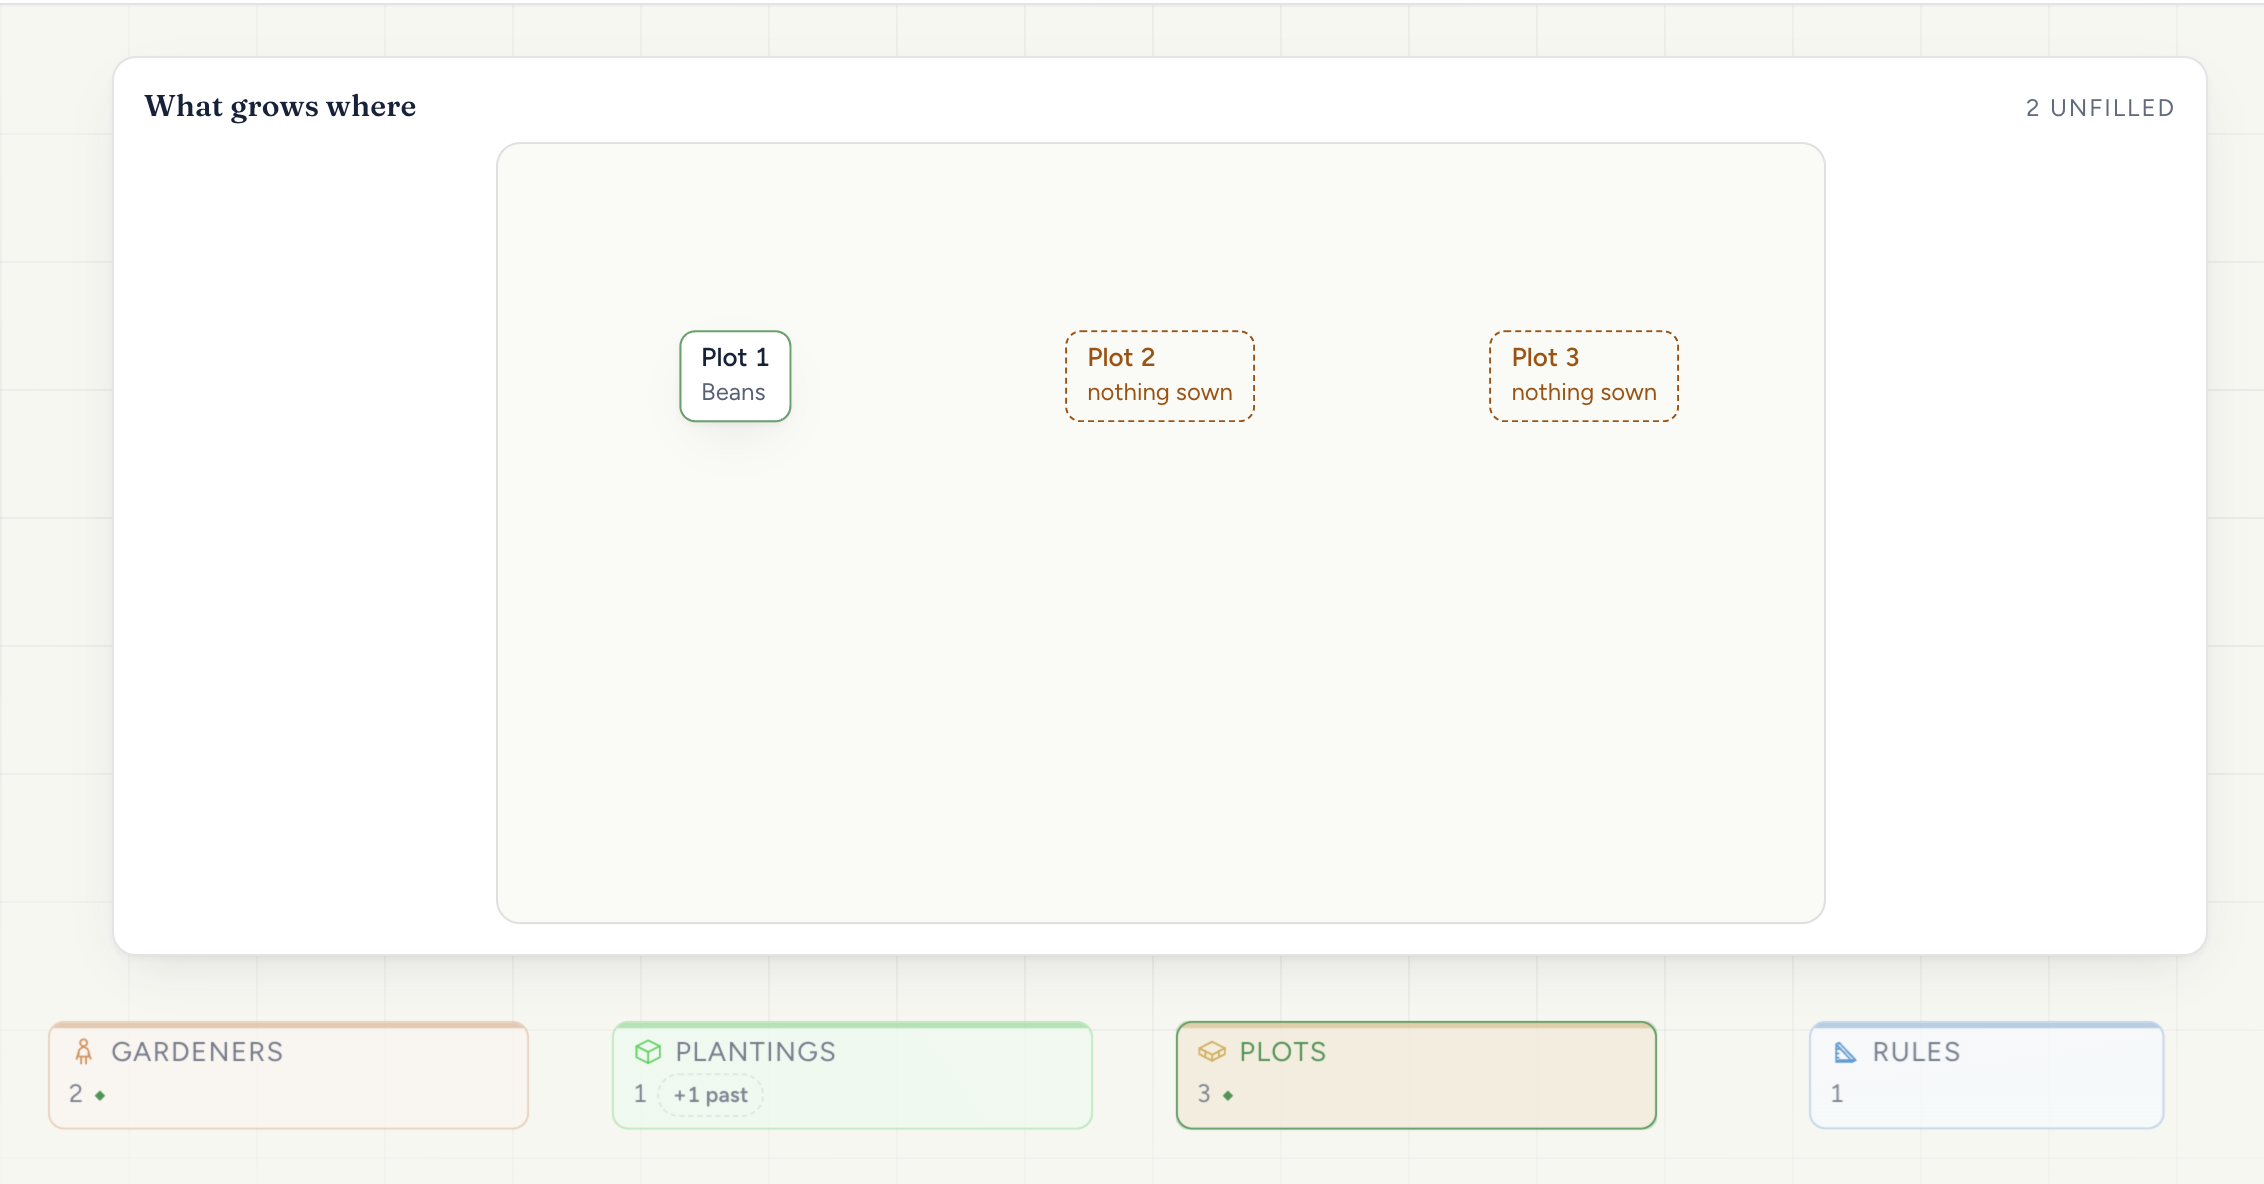 What grows where
2 UNFILLED
Plot 1
Beans
Plot 2
nothing sown
Plot 3
nothing sown
GARDENERS
2
PLANTINGS
1 +1 past
PLOTS
3
RULES
1